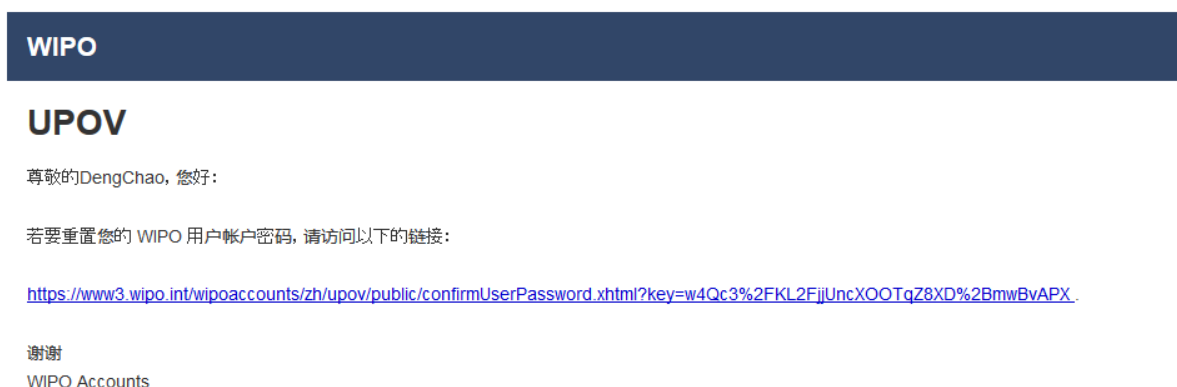 WIPO
UPOV
尊敬的DengChao, 您好:
若要重置您的 WIPO 用户帐户密码, 请访问以下的链接:
https://www3.wipo.int/wipoaccounts/zh/upov/public/confirmUserPassword.xhtml?key=w4Qc3%2FKL2FjjUncXOOTqZ8XD%2BmwBvAPX .
谢谢
WIPO Accounts